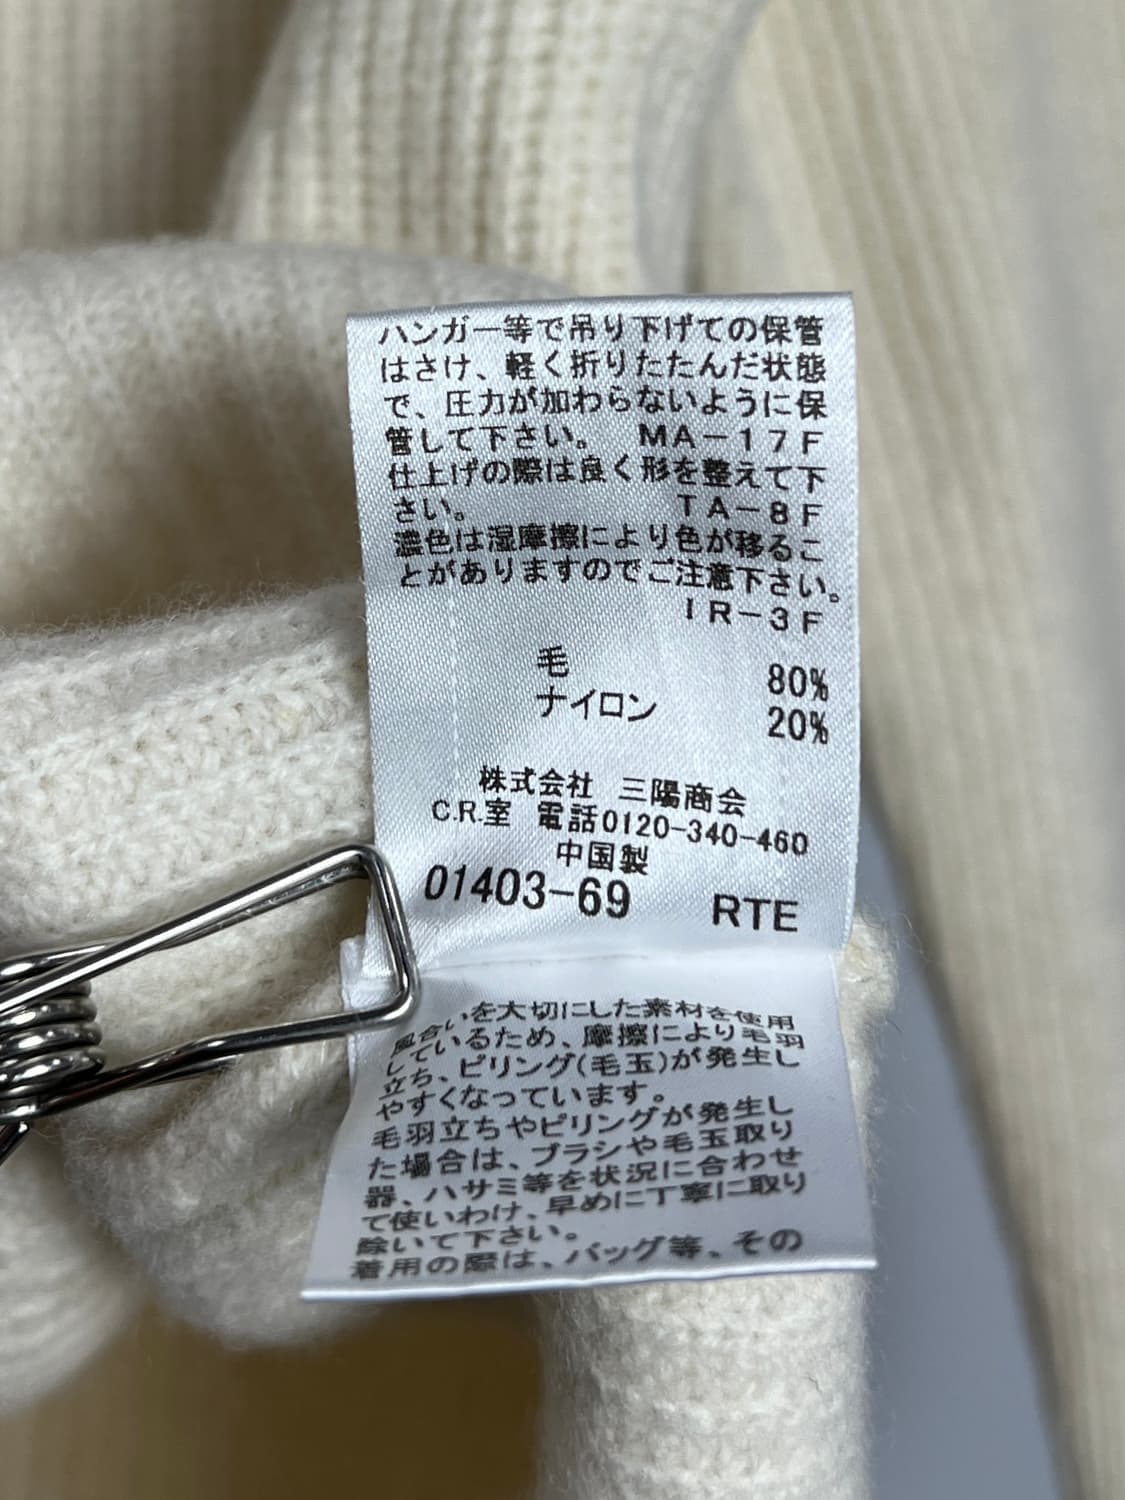 ハンガー等で吊り下げての保管
はさけ、軽く折りたたんだ状態
で、圧力が加わらないように保
管して下さい。 MA-17F
仕上げの際は良く形を整えて下
さい。 TA-8F
濃色は湿摩擦により色が移るこ
とがありますのでご注意下さい。
IR-3F
毛 80%
ナイロン 20%
株式会社 三陽商会
C.R.室 電話0120-340-460
中国製
01403-69 RTE
風合いを大切にした素材を使用
しているため、摩擦により毛羽
立ち、ピリング(毛玉)が発生し
やすくなっています。
毛羽立ちやピリングが発生し
た場合は、ブラシや毛玉取り
器、ハサミ等を状況に合わせ
て使いわけ、早めに丁寧に取り
除いて下さい。
着用の際は、バッグ等、その